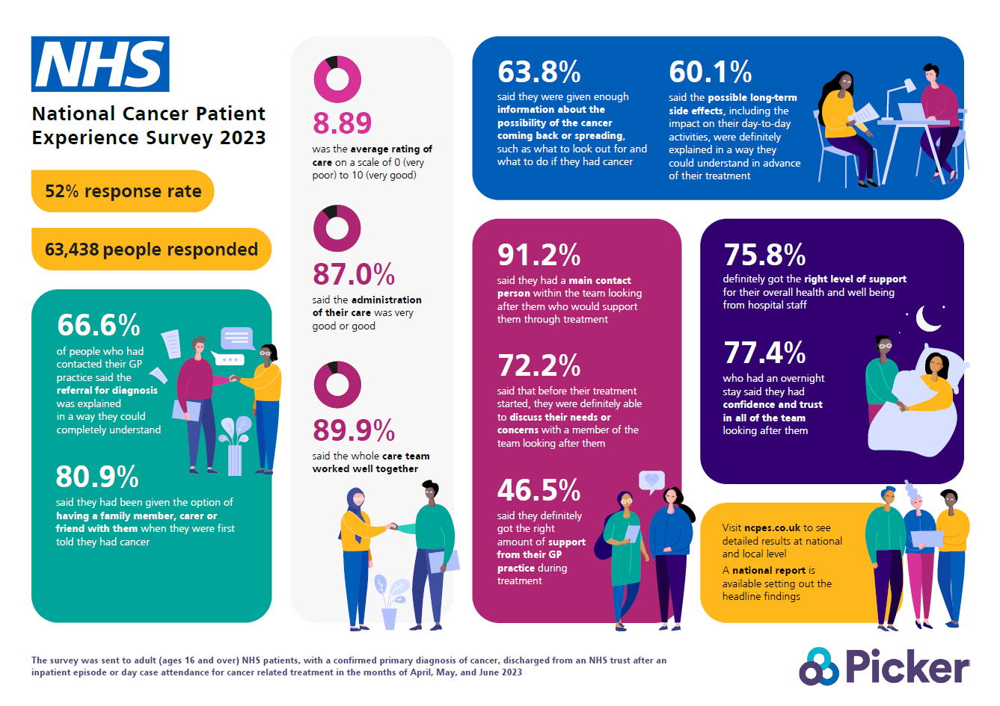 NHS
National Cancer Patient
Experience Survey 2023
52% response rate
63,438 people responded
66.6%
of people who had
contacted their GP
practice said the
referral for diagnosis
was explained
in a way they could
completely understand
80.9%
said they had been given the option of
having a family member, carer or
friend with them when they were first
told they had cancer
8.89
was the average rating of
care on a scale of 0 (very
poor) to 10 (very good)
87.0%
said the administration
of their care was very
good or good
89.9%
said the whole care team
worked well together
63.8%
said they were given enough
information about the
possibility of the cancer
coming back or spreading,
such as what to look out for and
what to do if they had cancer
60.1%
said the possible long-term
side effects, including the
impact on their day-to-day
activities, were definitely
explained in a way they
could understand in advance
of their treatment
91.2%
said they had a main contact
person within the team looking
after them who would support
them through treatment
72.2%
said that before their treatment
started, they were definitely able
to discuss their needs or
concerns with a member of the
team looking after them
46.5%
said they definitely
got the right
amount of support
from their GP
practice during
treatment
75.8%
definitely got the right level of support
for their overall health and well being
from hospital staff
77.4%
who had an overnight
stay said they had
confidence and trust
in all of the team
looking after them
Visit ncpes.co.uk to see
detailed results at national
and local level
A national report is
available setting out the
headline findings
The survey was sent to adult (ages 16 and over) NHS patients, with a confirmed primary diagnosis of cancer, discharged from an NHS trust after an
inpatient episode or day case attendance for cancer related treatment in the months of April, May, and June 2023
Picker